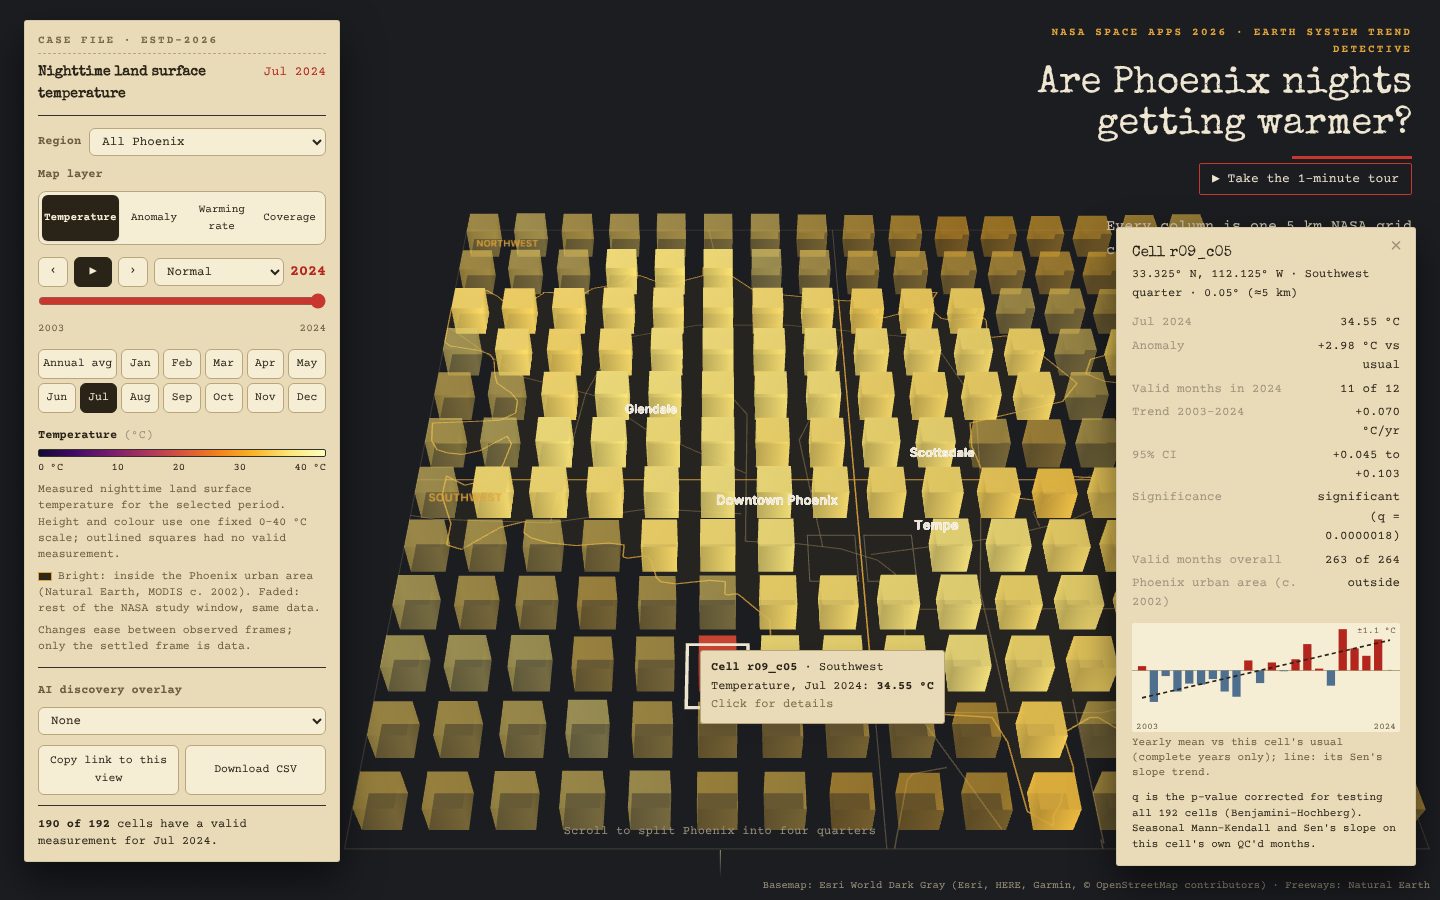 CASE FILE · ESTD-2026
Nighttime land surface temperature
Jul 2024
Region
All Phoenix
Map layer
Temperature
Anomaly
Warming rate
Coverage
‹
▶
›
Normal
2024
2003
2024
Annual avg
Jan
Feb
Mar
Apr
May
Jun
Jul
Aug
Sep
Oct
Nov
Dec
Temperature (°C)
0 °C
10
20
30
40 °C
Measured nighttime land surface
temperature for the selected period.
Height and colour use one fixed 0–40 °C
scale; outlined squares had no valid
measurement.
Bright: inside the Phoenix urban area
(Natural Earth, MODIS c. 2002). Faded:
rest of the NASA study window, same data.
Changes ease between observed frames;
only the settled frame is data.
AI discovery overlay
None
Copy link to this view
Download CSV
190 of 192 cells have a valid
measurement for Jul 2024.
NASA SPACE APPS 2026 · EARTH SYSTEM TREND
DETECTIVE
Are Phoenix nights
getting warmer?
▶ Take the 1-minute tour
Every column is one 5 km NASA grid
NORTHWEST
Glendale
Scottsdale
SOUTHWEST
Downtown Phoenix
Tempe
Cell r09_c05 · Southwest
Temperature, Jul 2024: 34.55 °C
Click for details
Scroll to split Phoenix into four quarters
Cell r09_c05
×
33.325° N, 112.125° W · Southwest
quarter · 0.05° (≈5 km)
Jul 2024
34.55 °C
Anomaly
+2.98 °C vs usual
Valid months in 2024
11 of 12
Trend 2003–2024
+0.070 °C/yr
95% CI
+0.045 to +0.103
Significance
significant (q = 0.0000018)
Valid months overall
263 of 264
Phoenix urban area (c. 2002)
outside
±1.1 °C
2003
2024
Yearly mean vs this cell's usual
(complete years only); line: its Sen's
slope trend.
q is the p-value corrected for testing
all 192 cells (Benjamini-Hochberg).
Seasonal Mann-Kendall and Sen's slope on
this cell's own QC'd months.
Basemap: Esri World Dark Gray (Esri, HERE, Garmin, © OpenStreetMap contributors) · Freeways: Natural Earth